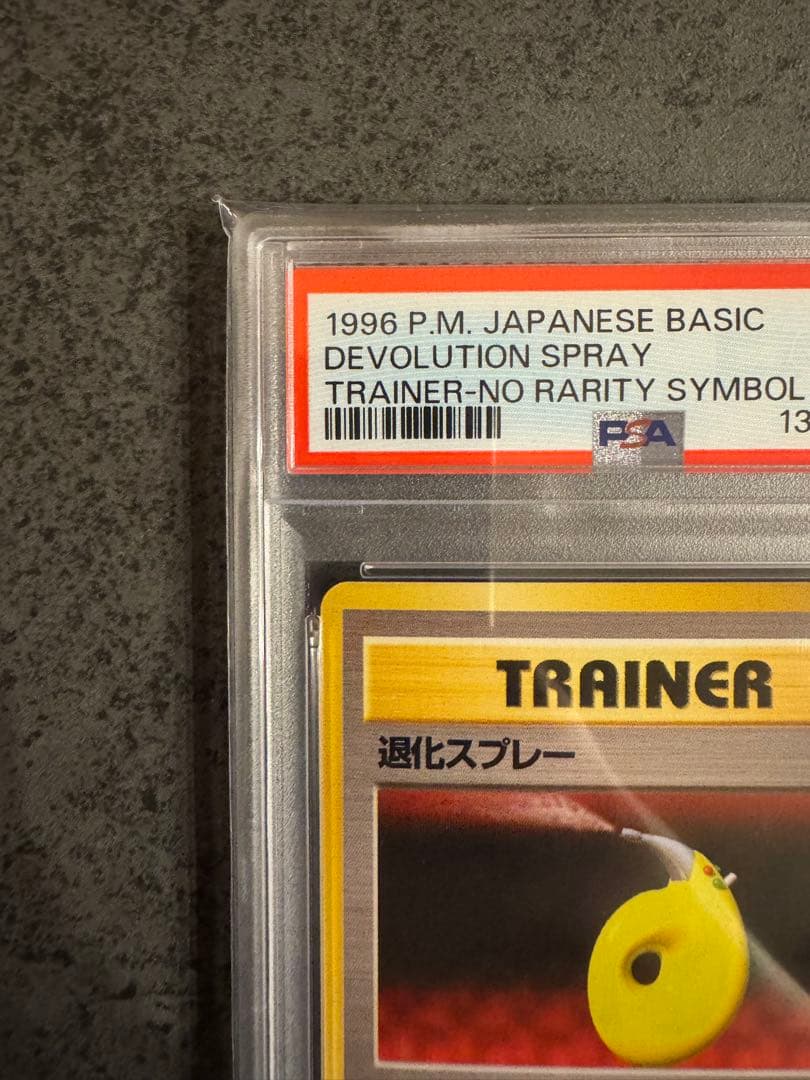 1996 P.M. JAPANESE BASIC
DEVOLUTION SPRAY
TRAINER-NO RARITY SYMBOL
PSA
13
TRAINER
退化スプレー